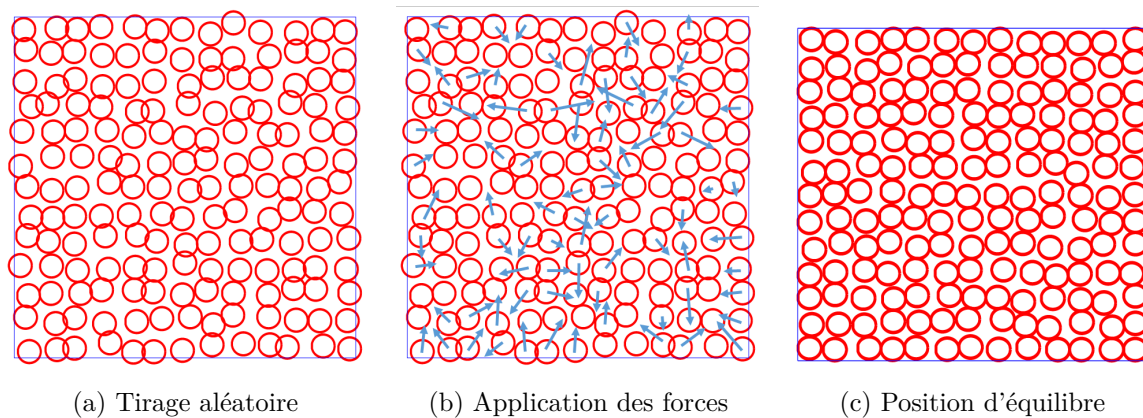 (a) Tirage aléatoire
(b) Application des forces
(c) Position d'équilibre